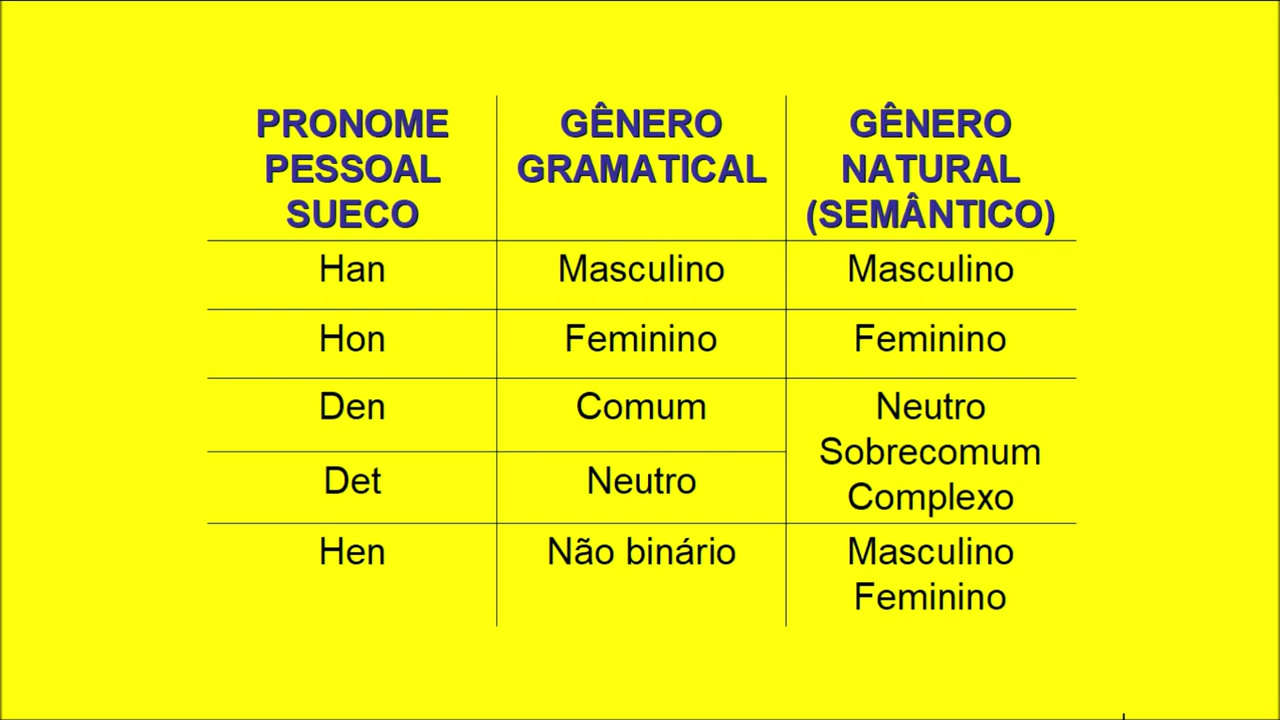 PRONOME
PESSOAL
SUECO
GÊNERO
GRAMATICAL
GÊNERO
NATURAL
(SEMÂNTICO)
Han
Masculino
Masculino
Hon
Feminino
Feminino
Den
Comum
Neutro
Sobrecomum
Complexo
Det
Neutro
Hen
Não binário
Masculino
Feminino